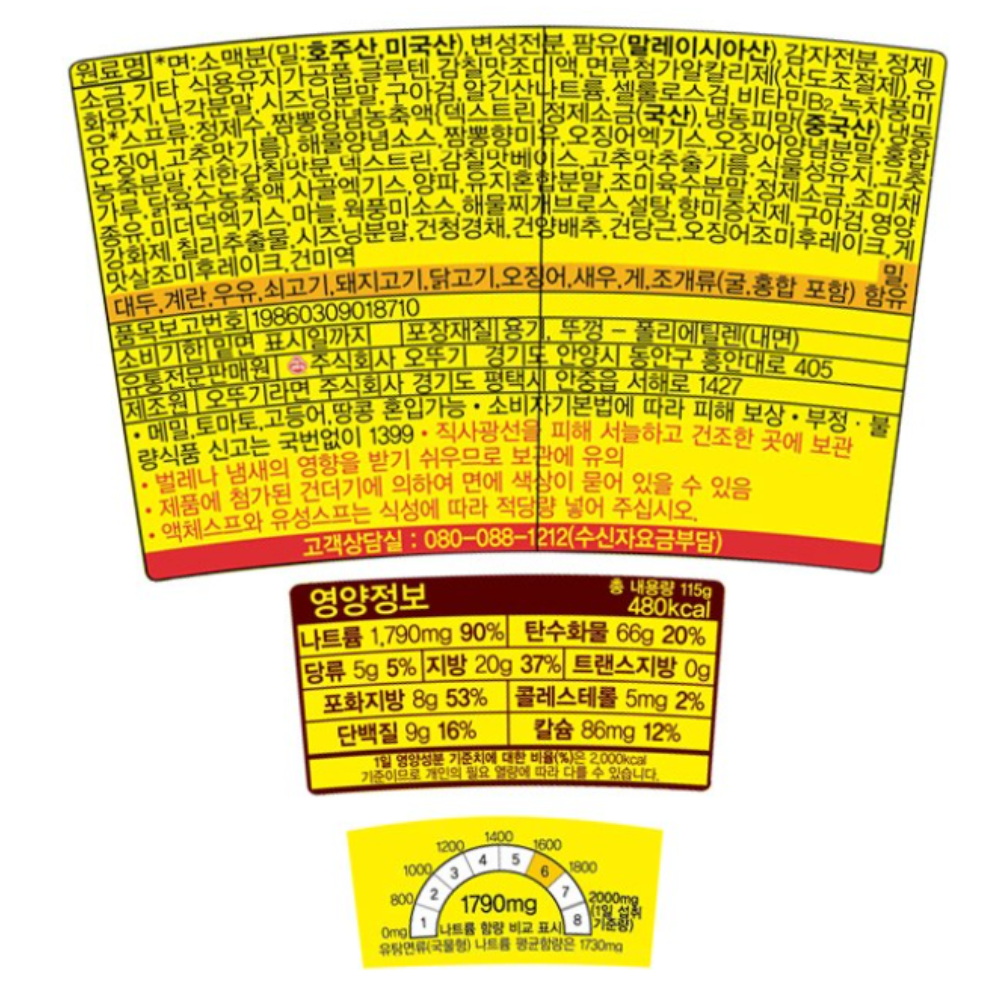 원료명 *면:소맥분(밀:호주산,미국산),변성전분,팜유(말레이시아산),감자전분,정제
소금,기타 식용유지가공품,글루텐,감칠맛조미액,면류첨가알칼리제(산도조절제),유
화유지,난각분말,시즈닝분말,구아검,알긴산나트륨,셀룰로스검,비타민B₂,녹차풍미
유*스프류:정제수,짬뽕양념농축액{덱스트린,정제소금(국산),냉동피망(중국산),냉동
오징어,고추맛기름},해물양념소스,짬뽕향미유,오징어엑기스,오징어양념분말,홍합
농축분말,진한감칠맛분,덱스트린,감칠맛베이스,고추맛추출기름,식물성유지,고춧
가루,닭육수농축액,사골엑기스,양파,유지혼합분말,조미육수분말,정제소금,조미채
종유,미더덕엑기스,마늘,웍풍미소스,해물찌개브로스,설탕,향미증진제,구아검,영양
강화제,칠리추출물,시즈닝분말,건청경채,건양배추,건당근,오징어조미후레이크,게
맛살조미후레이크,건미역
밀,
대두,계란,우유,쇠고기,돼지고기,닭고기,오징어,새우,게,조개류(굴,홍합 포함) 함유
품목보고번호 19860309018710
소비기한 밑면 표시일까지 포장재질 용기, 뚜껑 - 폴리에틸렌(내면)
유통전문판매원 주식회사 오뚜기 경기도 안양시 동안구 흥안대로 405
제조원 오뚜기라면 주식회사 경기도 평택시 안중읍 서해로 1427
• 메밀,토마토,고등어,땅콩 혼입가능 • 소비자기본법에 따라 피해 보상 • 부정·불
량식품 신고는 국번없이 1399 • 직사광선을 피해 서늘하고 건조한 곳에 보관
• 벌레나 냄새의 영향을 받기 쉬우므로 보관에 유의
• 제품에 첨가된 건더기에 의하여 면에 색상이 묻어 있을 수 있음
• 액체스프와 유성스프는 식성에 따라 적당량 넣어 주십시오.
고객상담실 : 080-088-1212(수신자요금부담)
영양정보 총 내용량 115g
480kcal
나트륨 1,790mg 90% 탄수화물 66g 20%
당류 5g 5% 지방 20g 37% 트랜스지방 0g
포화지방 8g 53% 콜레스테롤 5mg 2%
단백질 9g 16% 칼슘 86mg 12%
1일 영양성분 기준치에 대한 비율(%)은 2,000kcal
기준이므로 개인의 필요 열량에 따라 다를 수 있습니다.
0mg 800 1000 1200 1400 1600 1800 2000mg
(1일 섭취
기준량)
1 2 3 4 5 6 7 8
1790mg
나트륨 함량 비교 표시
유탕면류(국물형) 나트륨 평균함량은 1730mg